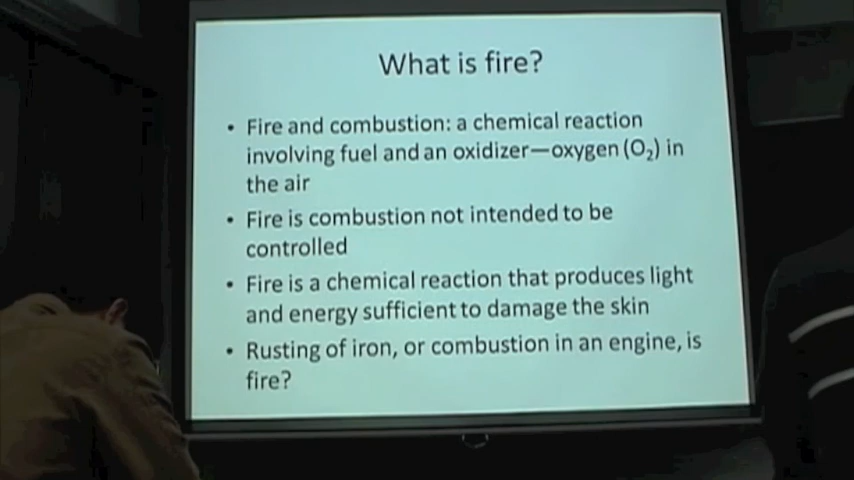 What is fire?
• Fire and combustion: a chemical reaction
involving fuel and an oxidizer—oxygen (O₂) in
the air
• Fire is combustion not intended to be
controlled
• Fire is a chemical reaction that produces light
and energy sufficient to damage the skin
• Rusting of iron, or combustion in an engine, is
fire?